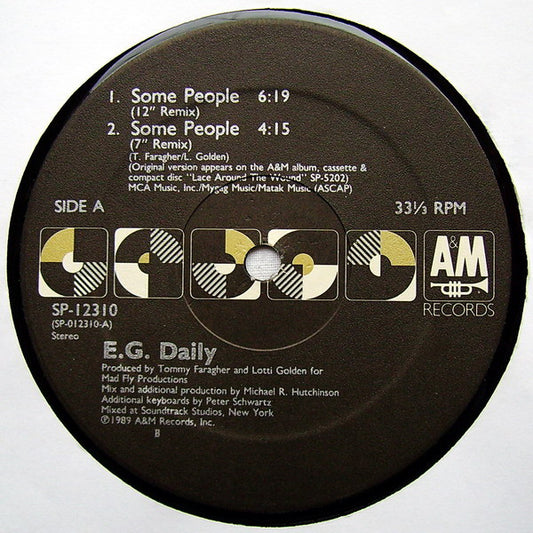 1. Some People 6:19
(12" Remix)
2. Some People 4:15
(7" Remix)
(T. Faragher/L. Golden)
(Original version appears on the A&M album, cassette &
compact disc "Lace Around The Wound" SP-5202)
MCA Music, Inc./Mygag Music/Matak Music (ASCAP)
SIDE A 33⅓ RPM
A&M
RECORDS
SP-12310
(SP-012310-A)
Stereo
E.G. Daily
Produced by Tommy Faragher and Lotti Golden for
Mad Fly Productions
Mix and additional production by Michael R. Hutchinson
Additional keyboards by Peter Schwartz
Mixed at Soundtrack Studios, New York
℗1989 A&M Records, Inc.
B